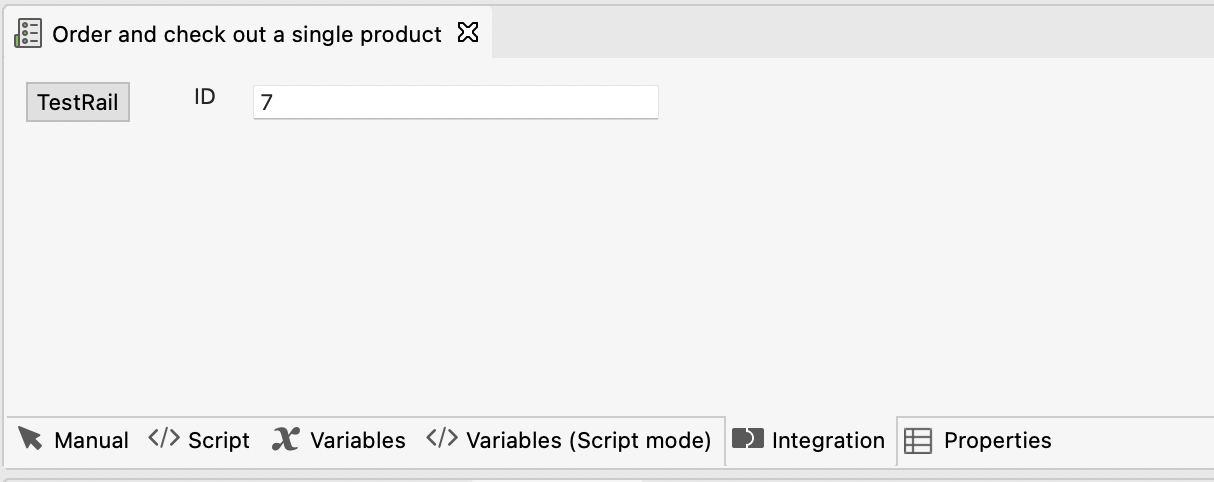 Order and check out a single product
TestRail ID 7
Manual </> Script x Variables </> Variables (Script mode) Integration Properties